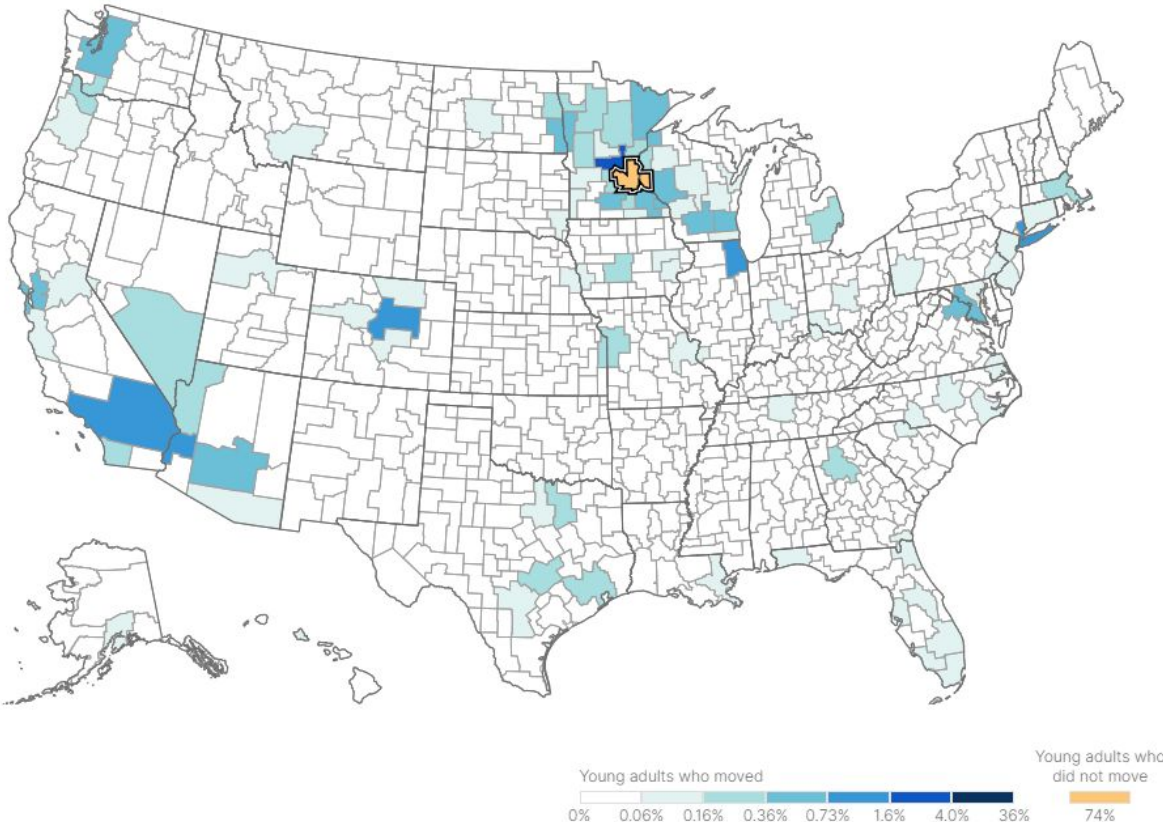 Young adults who moved
0% 0.06% 0.16% 0.36% 0.73% 1.6% 4.0% 36%
Young adults who
did not move
74%